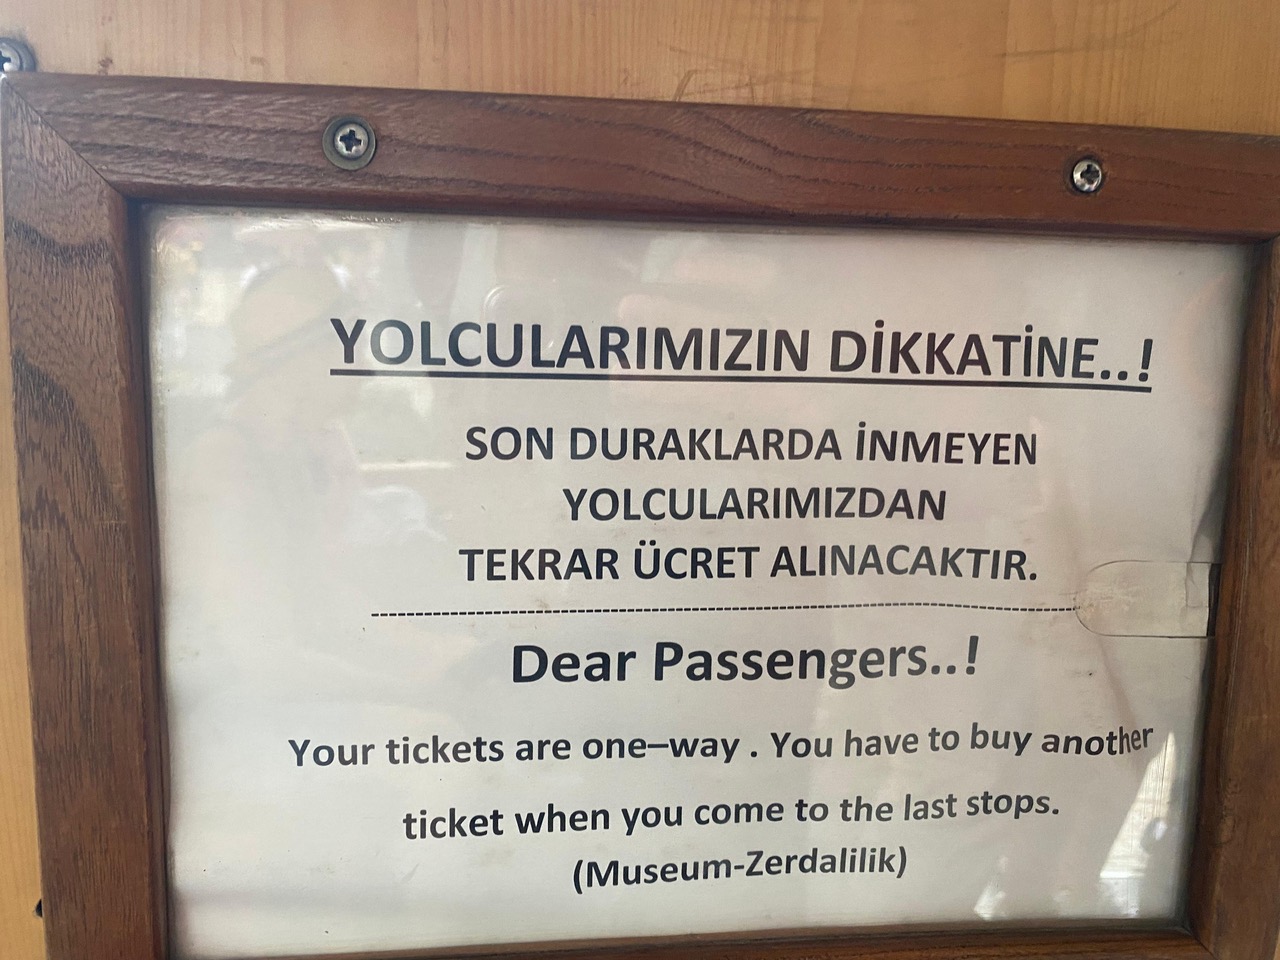 YOLCULARIMIZIN DİKKATİNE..!
SON DURAKLARDA İNMEYEN
YOLCULARIMIZDAN
TEKRAR ÜCRET ALINACAKTIR.
Dear Passengers..!
Your tickets are one–way . You have to buy another
ticket when you come to the last stops.
(Museum-Zerdalilik)